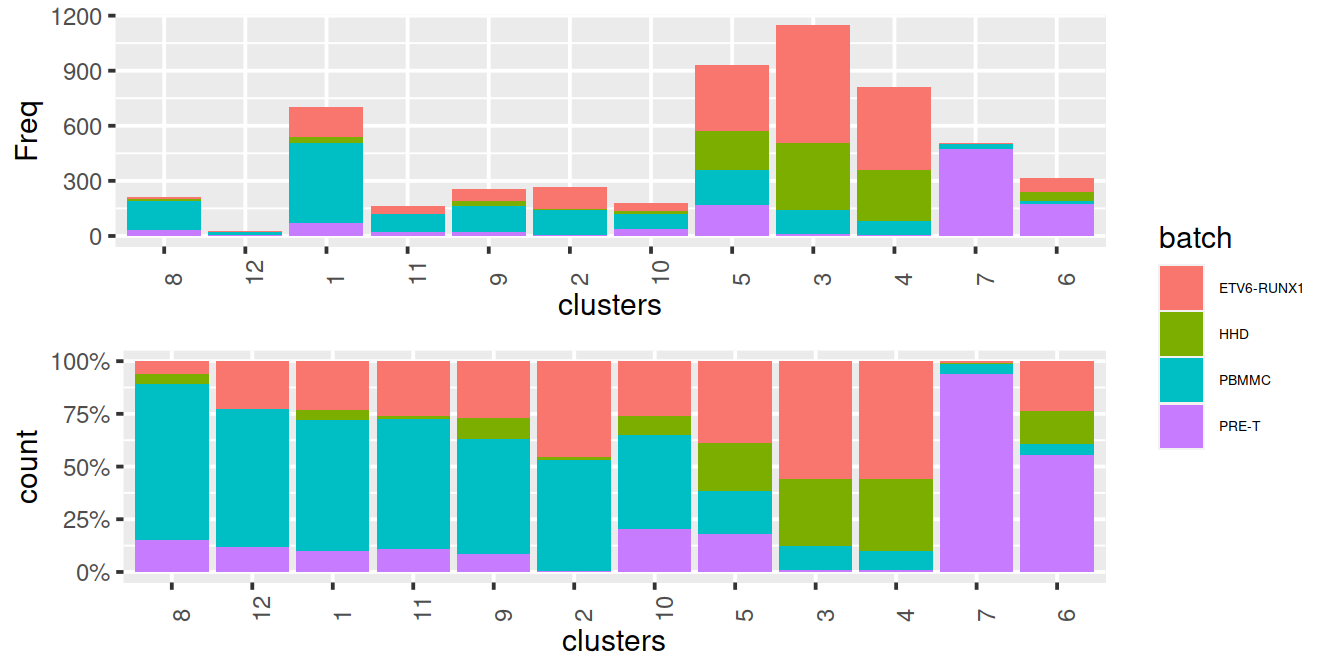 1200
900
600
300
0
Freq
8 12 1 11 9 2 10 5 3 4 7 6
clusters
100%
75%
50%
25%
0%
count
8 12 1 11 9 2 10 5 3 4 7 6
clusters
batch
ETV6-RUNX1
HHD
PBMMC
PRE-T